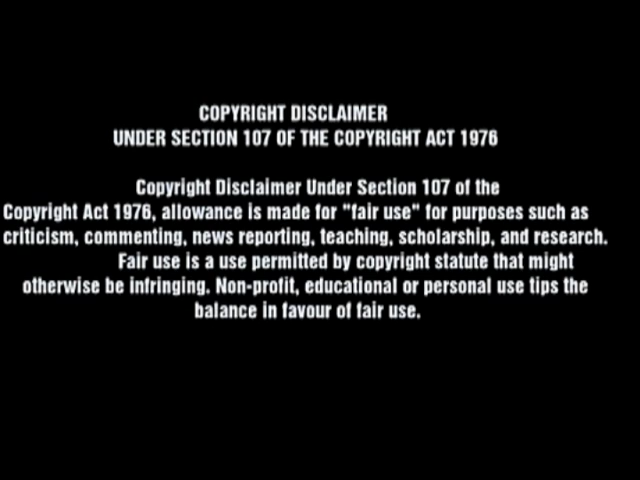 COPYRIGHT DISCLAIMER
UNDER SECTION 107 OF THE COPYRIGHT ACT 1976
Copyright Disclaimer Under Section 107 of the
Copyright Act 1976, allowance is made for "fair use" for purposes such as
criticism, commenting, news reporting, teaching, scholarship, and research.
Fair use is a use permitted by copyright statute that might
otherwise be infringing. Non-profit, educational or personal use tips the
balance in favour of fair use.